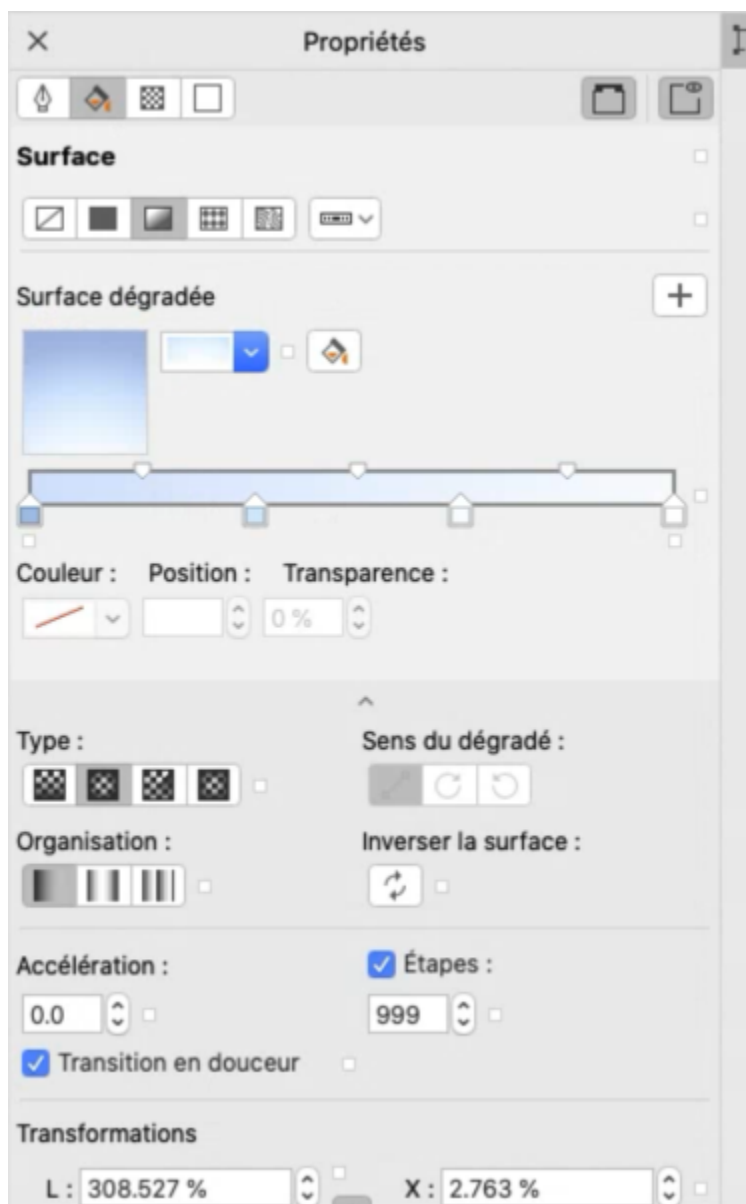 Propriétés
Surface
Surface dégradée
Couleur : Position : Transparence :
0 %
Type : Sens du dégradé :
Organisation : Inverser la surface :
Accélération : Étapes :
0.0 999
Transition en douceur
Transformations
L : 308.527 % X : 2.763 %